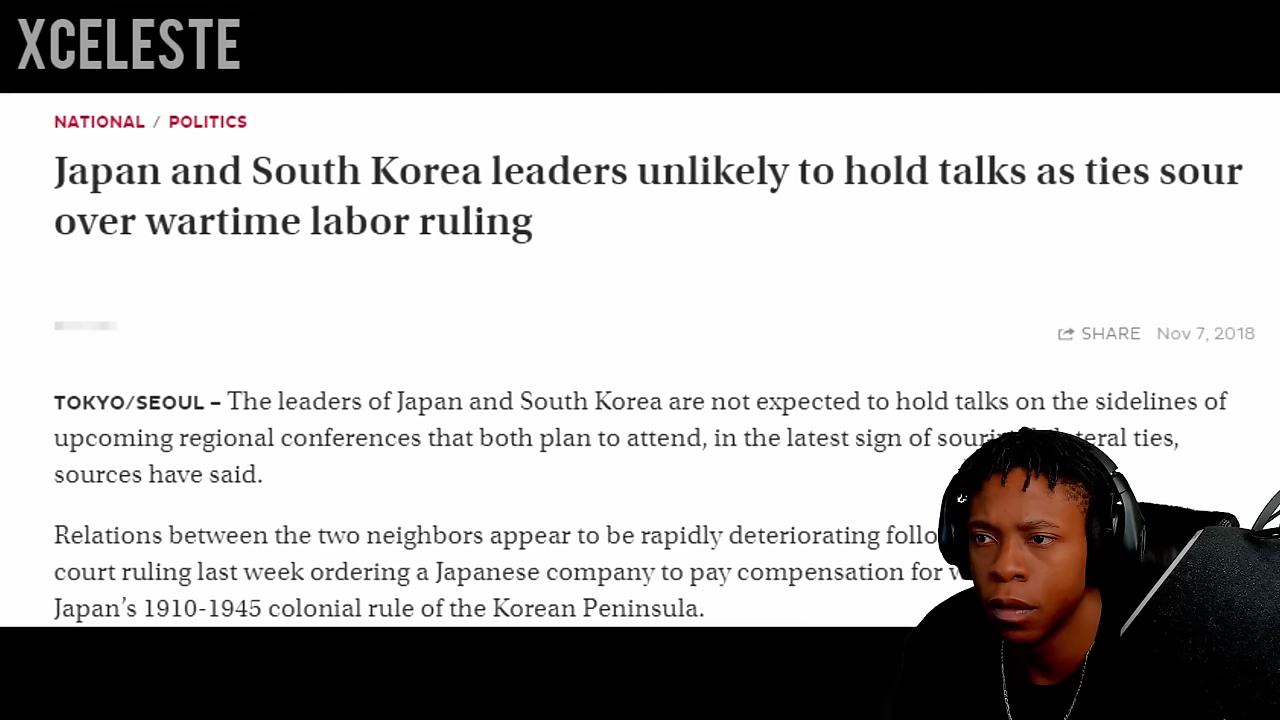 XCELESTE
NATIONAL / POLITICS
Japan and South Korea leaders unlikely to hold talks as ties sour
over wartime labor ruling
SHARE Nov 7, 2018
TOKYO/SEOUL – The leaders of Japan and South Korea are not expected to hold talks on the sidelines of
upcoming regional conferences that both plan to attend, in the latest sign of ties,
sources have said.
Relations between the two neighbors appear to be rapidly deteriorating
court ruling last week ordering a Japanese company to pay compensation for
Japan’s 1910-1945 colonial rule of the Korean Peninsula.